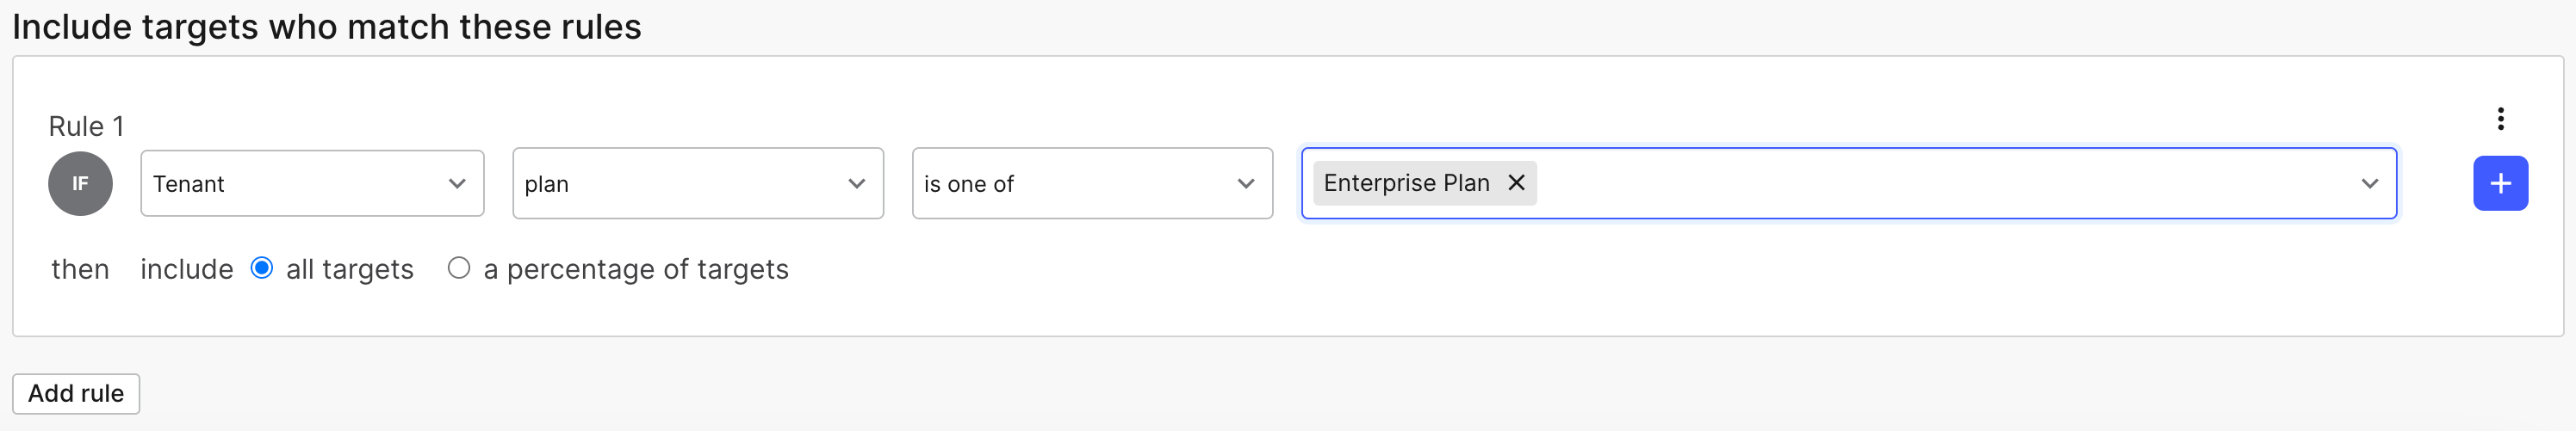 Include targets who match these rules
Rule 1
IF Tenant plan is one of Enterprise Plan
then include all targets a percentage of targets
Add rule